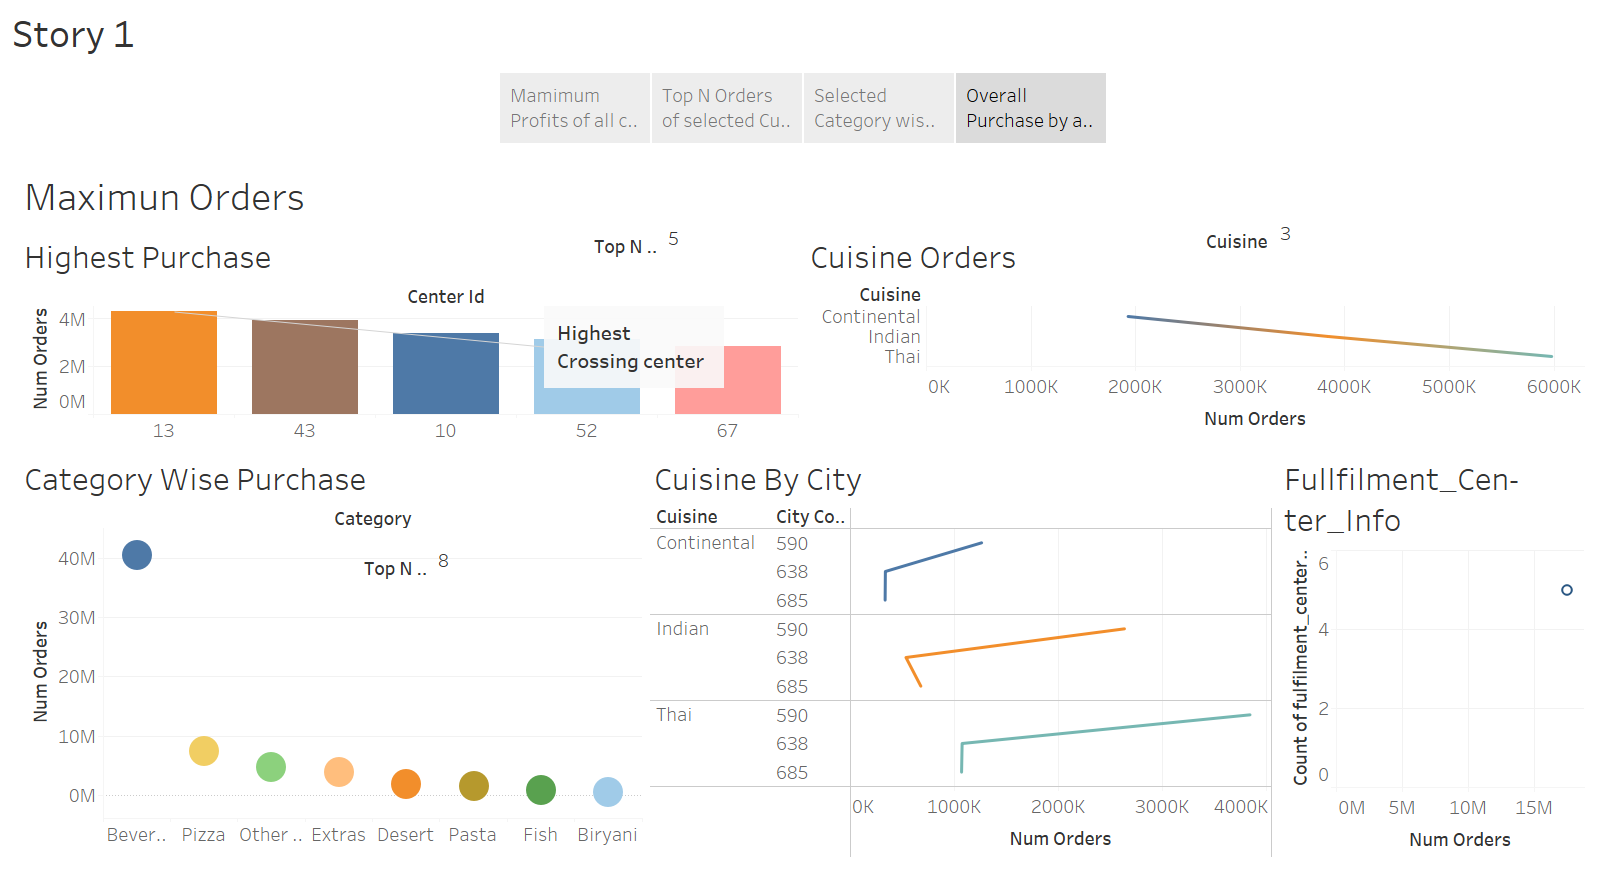 Story 1
Mamimum
Profits of all c..
Top N Orders
of selected Cu..
Selected
Category wis..
Overall
Purchase by a..
Maximun Orders
Highest Purchase
Top N .. 5
Center Id
Num Orders
4M
2M
0M
Highest
Crossing center
13 43 10 52 67
Cuisine Orders
Cuisine 3
Cuisine
Continental
Indian
Thai
0K 1000K 2000K 3000K 4000K 5000K 6000K
Num Orders
Category Wise Purchase
Category
Top N .. 8
Num Orders
40M
30M
20M
10M
0M
Bever.. Pizza Other .. Extras Desert Pasta Fish Biryani
Cuisine By City
Cuisine City Co..
Continental 590
638
685
Indian 590
638
685
Thai 590
638
685
0K 1000K 2000K 3000K 4000K
Num Orders
Fullfilment_Cen-
ter_Info
Count of fulfilment_center..
6
4
2
0
0M 5M 10M 15M
Num Orders